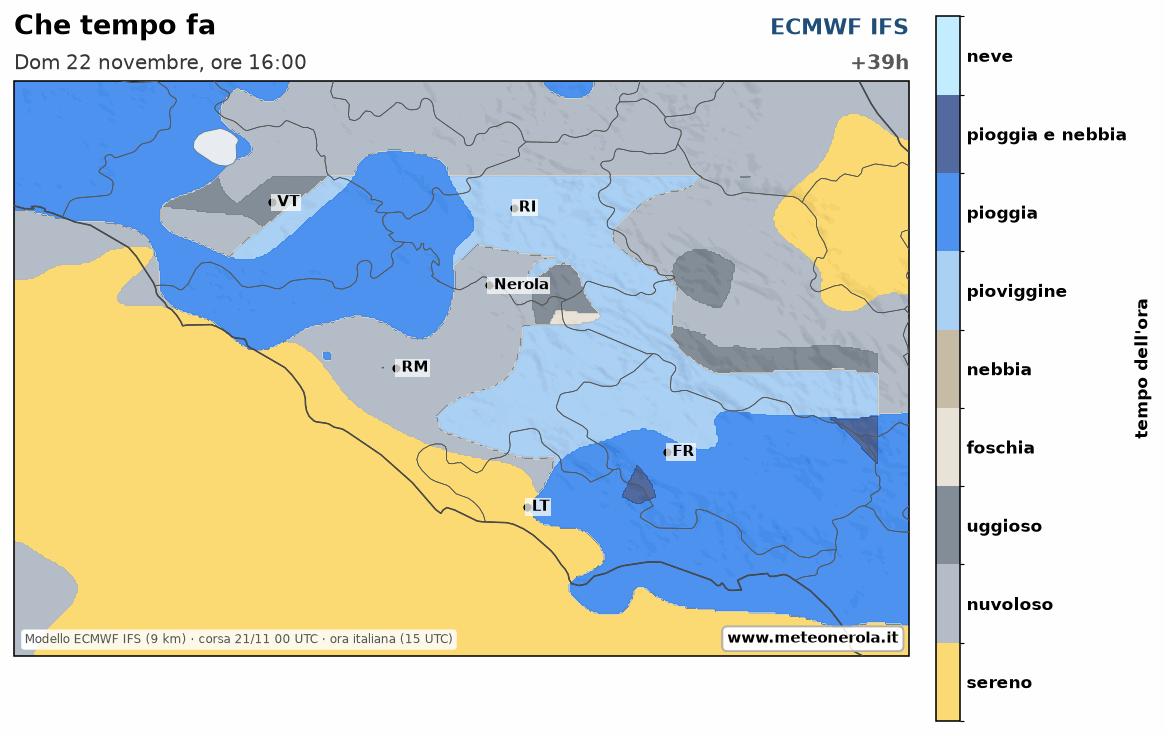 Che tempo fa
ECMWF IFS
Dom 22 novembre, ore 16:00
+39h
neve
pioggia e nebbia
pioggia
pioviggine
nebbia
foschia
uggioso
nuvoloso
sereno
tempo dell'ora
VT
RI
Nerola
RM
FR
LT
Modello ECMWF IFS (9 km) · corsa 21/11 00 UTC · ora italiana (15 UTC)
www.meteonerola.it